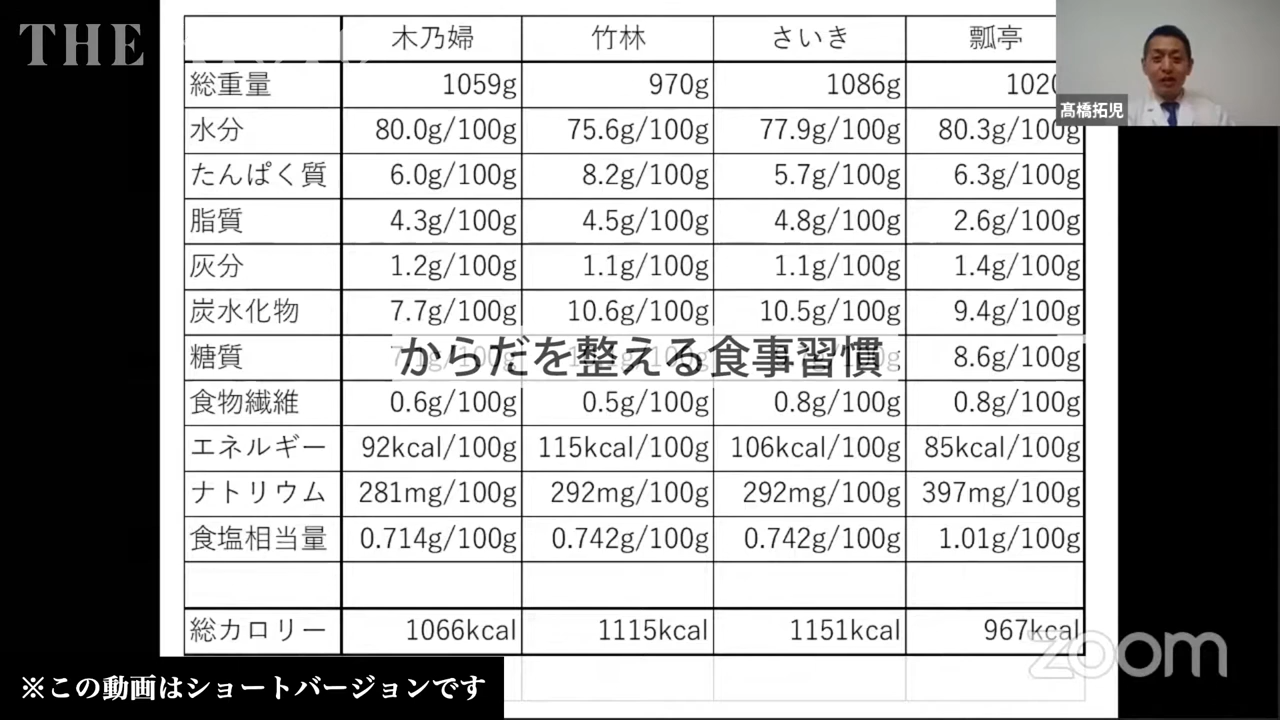 THE
木乃婦 竹林 さいき 瓢亭
総重量 1059g 970g 1086g 1020
髙橋拓児
水分 80.0g/100g 75.6g/100g 77.9g/100g 80.3g/100g
たんぱく質 6.0g/100g 8.2g/100g 5.7g/100g 6.3g/100g
脂質 4.3g/100g 4.5g/100g 4.8g/100g 2.6g/100g
灰分 1.2g/100g 1.1g/100g 1.1g/100g 1.4g/100g
炭水化物 7.7g/100g 10.6g/100g 10.5g/100g 9.4g/100g
糖質 8.6g/100g
からだを整える食事習慣
食物繊維 0.6g/100g 0.5g/100g 0.8g/100g 0.8g/100g
エネルギー 92kcal/100g 115kcal/100g 106kcal/100g 85kcal/100g
ナトリウム 281mg/100g 292mg/100g 292mg/100g 397mg/100g
食塩相当量 0.714g/100g 0.742g/100g 0.742g/100g 1.01g/100g
総カロリー 1066kcal 1115kcal 1151kcal 967kcal
zoom
※この動画はショートバージョンです